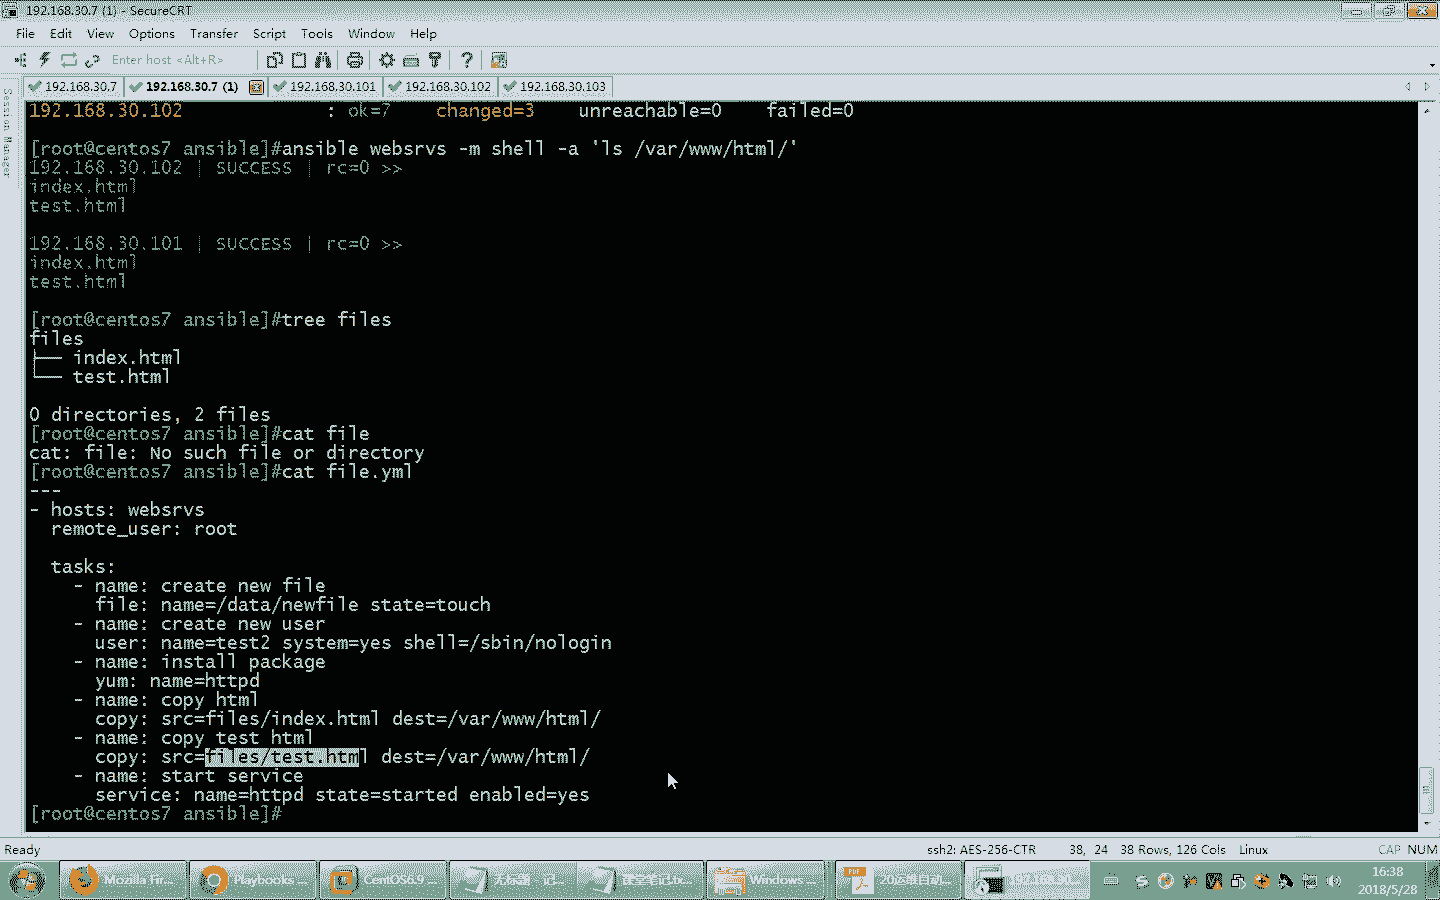 192.168.30.7 (1) - SecureCRT
File Edit View Options Transfer Script Tools Window Help
Enter host <Alt+R>
192.168.30.7 192.168.30.7 (1) 192.168.30.101 192.168.30.102 192.168.30.103
Session Manager
192.168.30.102 : ok=7 changed=3 unreachable=0 failed=0
[root@centos7 ansible]#ansible websrvs -m shell -a 'ls /var/www/html/'
192.168.30.102 | SUCCESS | rc=0 >>
index.html
test.html
192.168.30.101 | SUCCESS | rc=0 >>
index.html
test.html
[root@centos7 ansible]#tree files
files
├── index.html
└── test.html
0 directories, 2 files
[root@centos7 ansible]#cat file
cat: file: No such file or directory
[root@centos7 ansible]#cat file.yml
---
- hosts: websrvs
  remote_user: root
  tasks:
    - name: create new file
      file: name=/data/newfile state=touch
    - name: create new user
      user: name=test2 system=yes shell=/sbin/nologin
    - name: install package
      yum: name=httpd
    - name: copy html
      copy: src=files/index.html dest=/var/www/html/
    - name: copy test html
      copy: src=files/test.html dest=/var/www/html/
    - name: start service
      service: name=httpd state=started enabled=yes
[root@centos7 ansible]#
Ready ssh2: AES-256-CTR 38, 24 38 Rows, 126 Cols Linux CAP NUM
Mozilla Fir... Playbooks CentOS6.9 ... 无标题 - 记... 课堂笔记.tx... Windows ... 20运维自动... 192.168.30... 16:38
2018/5/28